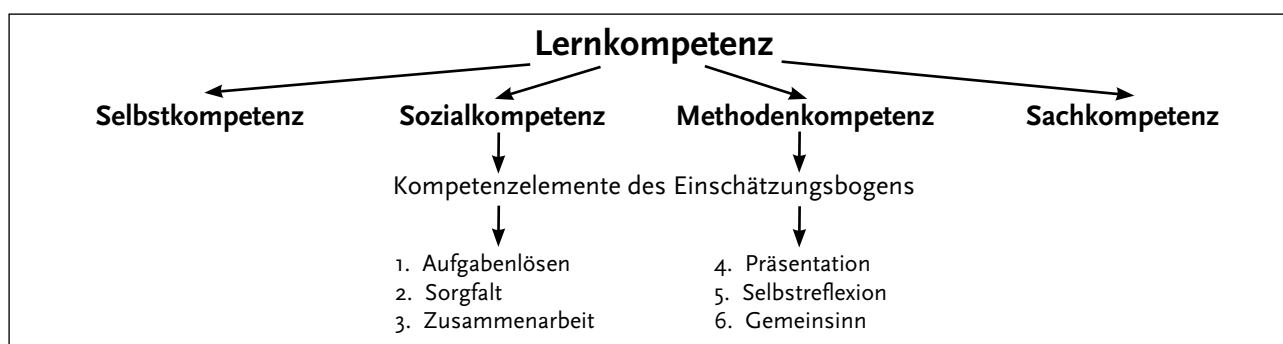 Lernkompetenz
Selbstkompetenz Sozialkompetenz Methodenkompetenz Sachkompetenz
Kompetenzelemente des Einschätzungsbogens
1. Aufgabenlösen
2. Sorgfalt
3. Zusammenarbeit
4. Präsentation
5. Selbstreflexion
6. Gemeinsinn